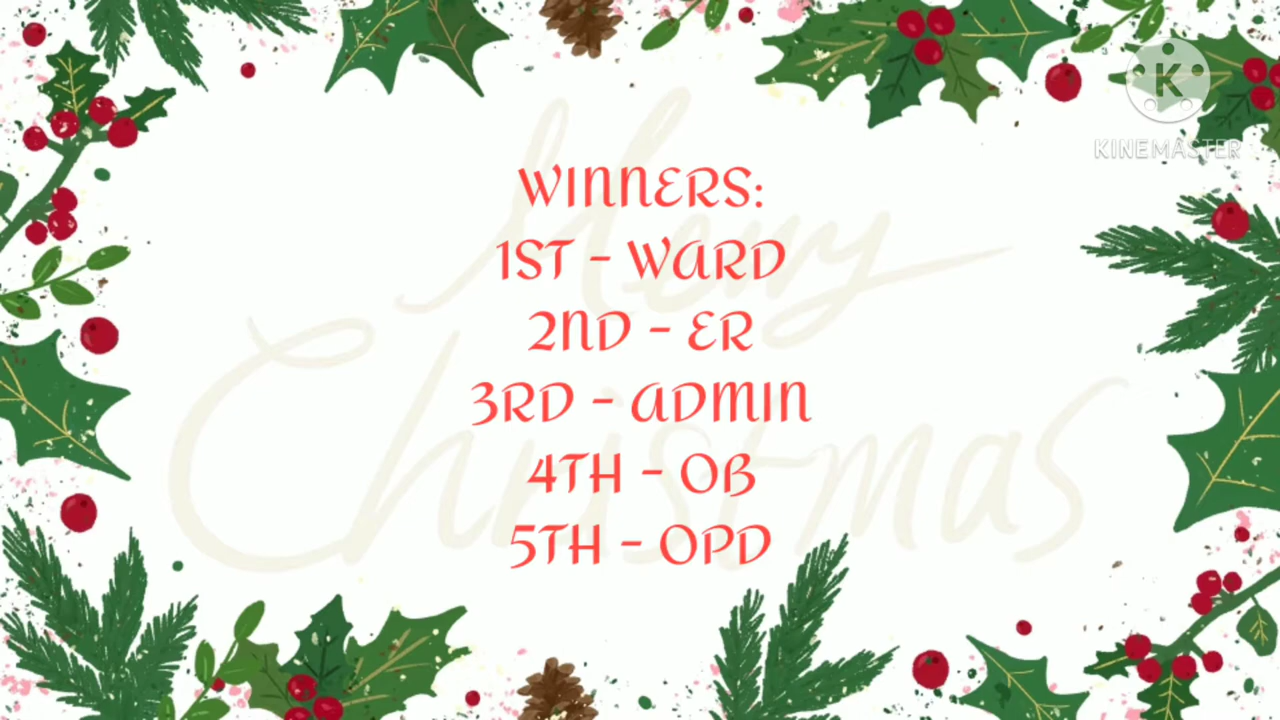 K
KINEMASTER
Merry
Christmas
WINNERS:
1ST - WARD
2ND - ER
3RD - ADMIN
4TH - OB
5TH - OPD